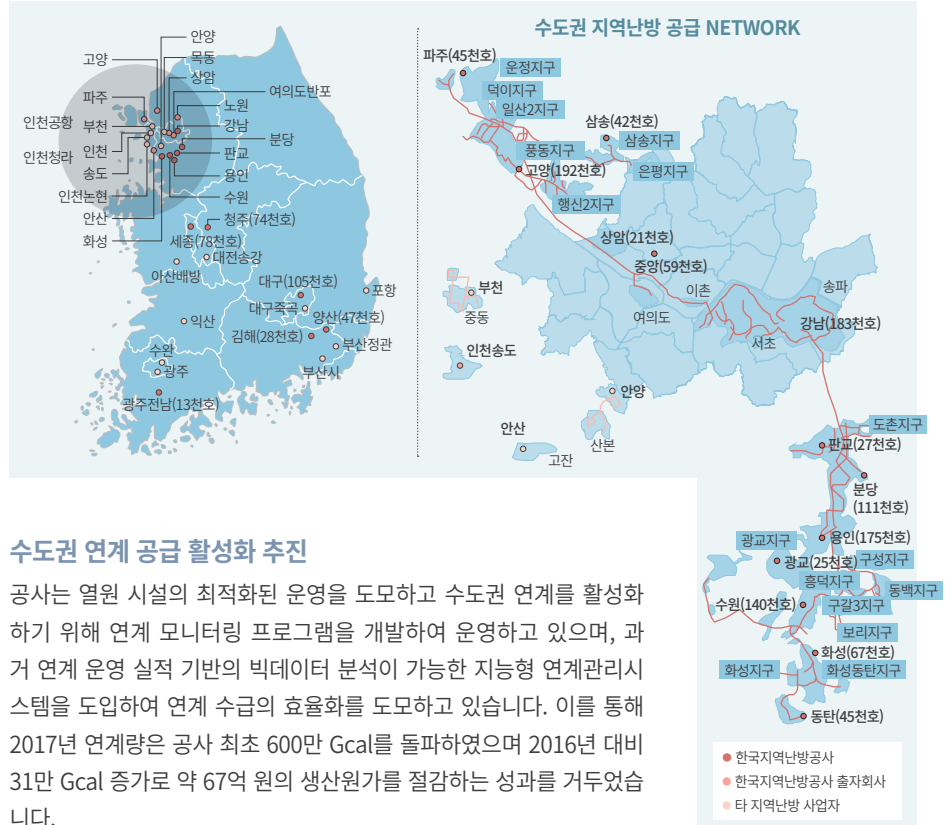 수도권 지역난방 공급 NETWORK
안양
고양
목동
상암
파주
여의도반포
노원
인천공항
부천
강남
분당
인천
판교
인천청라
송도
용인
인천논현
수원
안산
청주(74천호)
화성
세종(78천호)
대전송강
아산배방
대구(105천호)
포항
대구죽곡
양산(47천호)
익산
김해(28천호)
부산정관
수완
광주
부산시
광주전남(13천호)
파주(45천호)
운정지구
덕이지구
일산2지구
삼송(42천호)
삼송지구
풍동지구
고양(192천호)
은평지구
행신2지구
상암(21천호)
중앙(59천호)
부천
이촌
송파
중동
여의도
강남(183천호)
서초
인천송도
안양
안산
산본
고잔
도촌지구
판교(27천호)
분당
(111천호)
용인(175천호)
광교지구
광교(25천호)
구성지구
흥덕지구
동백지구
수원(140천호)
구갈3지구
보리지구
화성(67천호)
화성지구
화성동탄지구
동탄(45천호)
한국지역난방공사
한국지역난방공사 출자회사
타 지역난방 사업자
수도권 연계 공급 활성화 추진
공사는 열원 시설의 최적화된 운영을 도모하고 수도권 연계를 활성화
하기 위해 연계 모니터링 프로그램을 개발하여 운영하고 있으며, 과
거 연계 운영 실적 기반의 빅데이터 분석이 가능한 지능형 연계관리시
스템을 도입하여 연계 수급의 효율화를 도모하고 있습니다. 이를 통해
2017년 연계량은 공사 최초 600만 Gcal를 돌파하였으며 2016년 대비
31만 Gcal 증가로 약 67억 원의 생산원가를 절감하는 성과를 거두었습
니다.